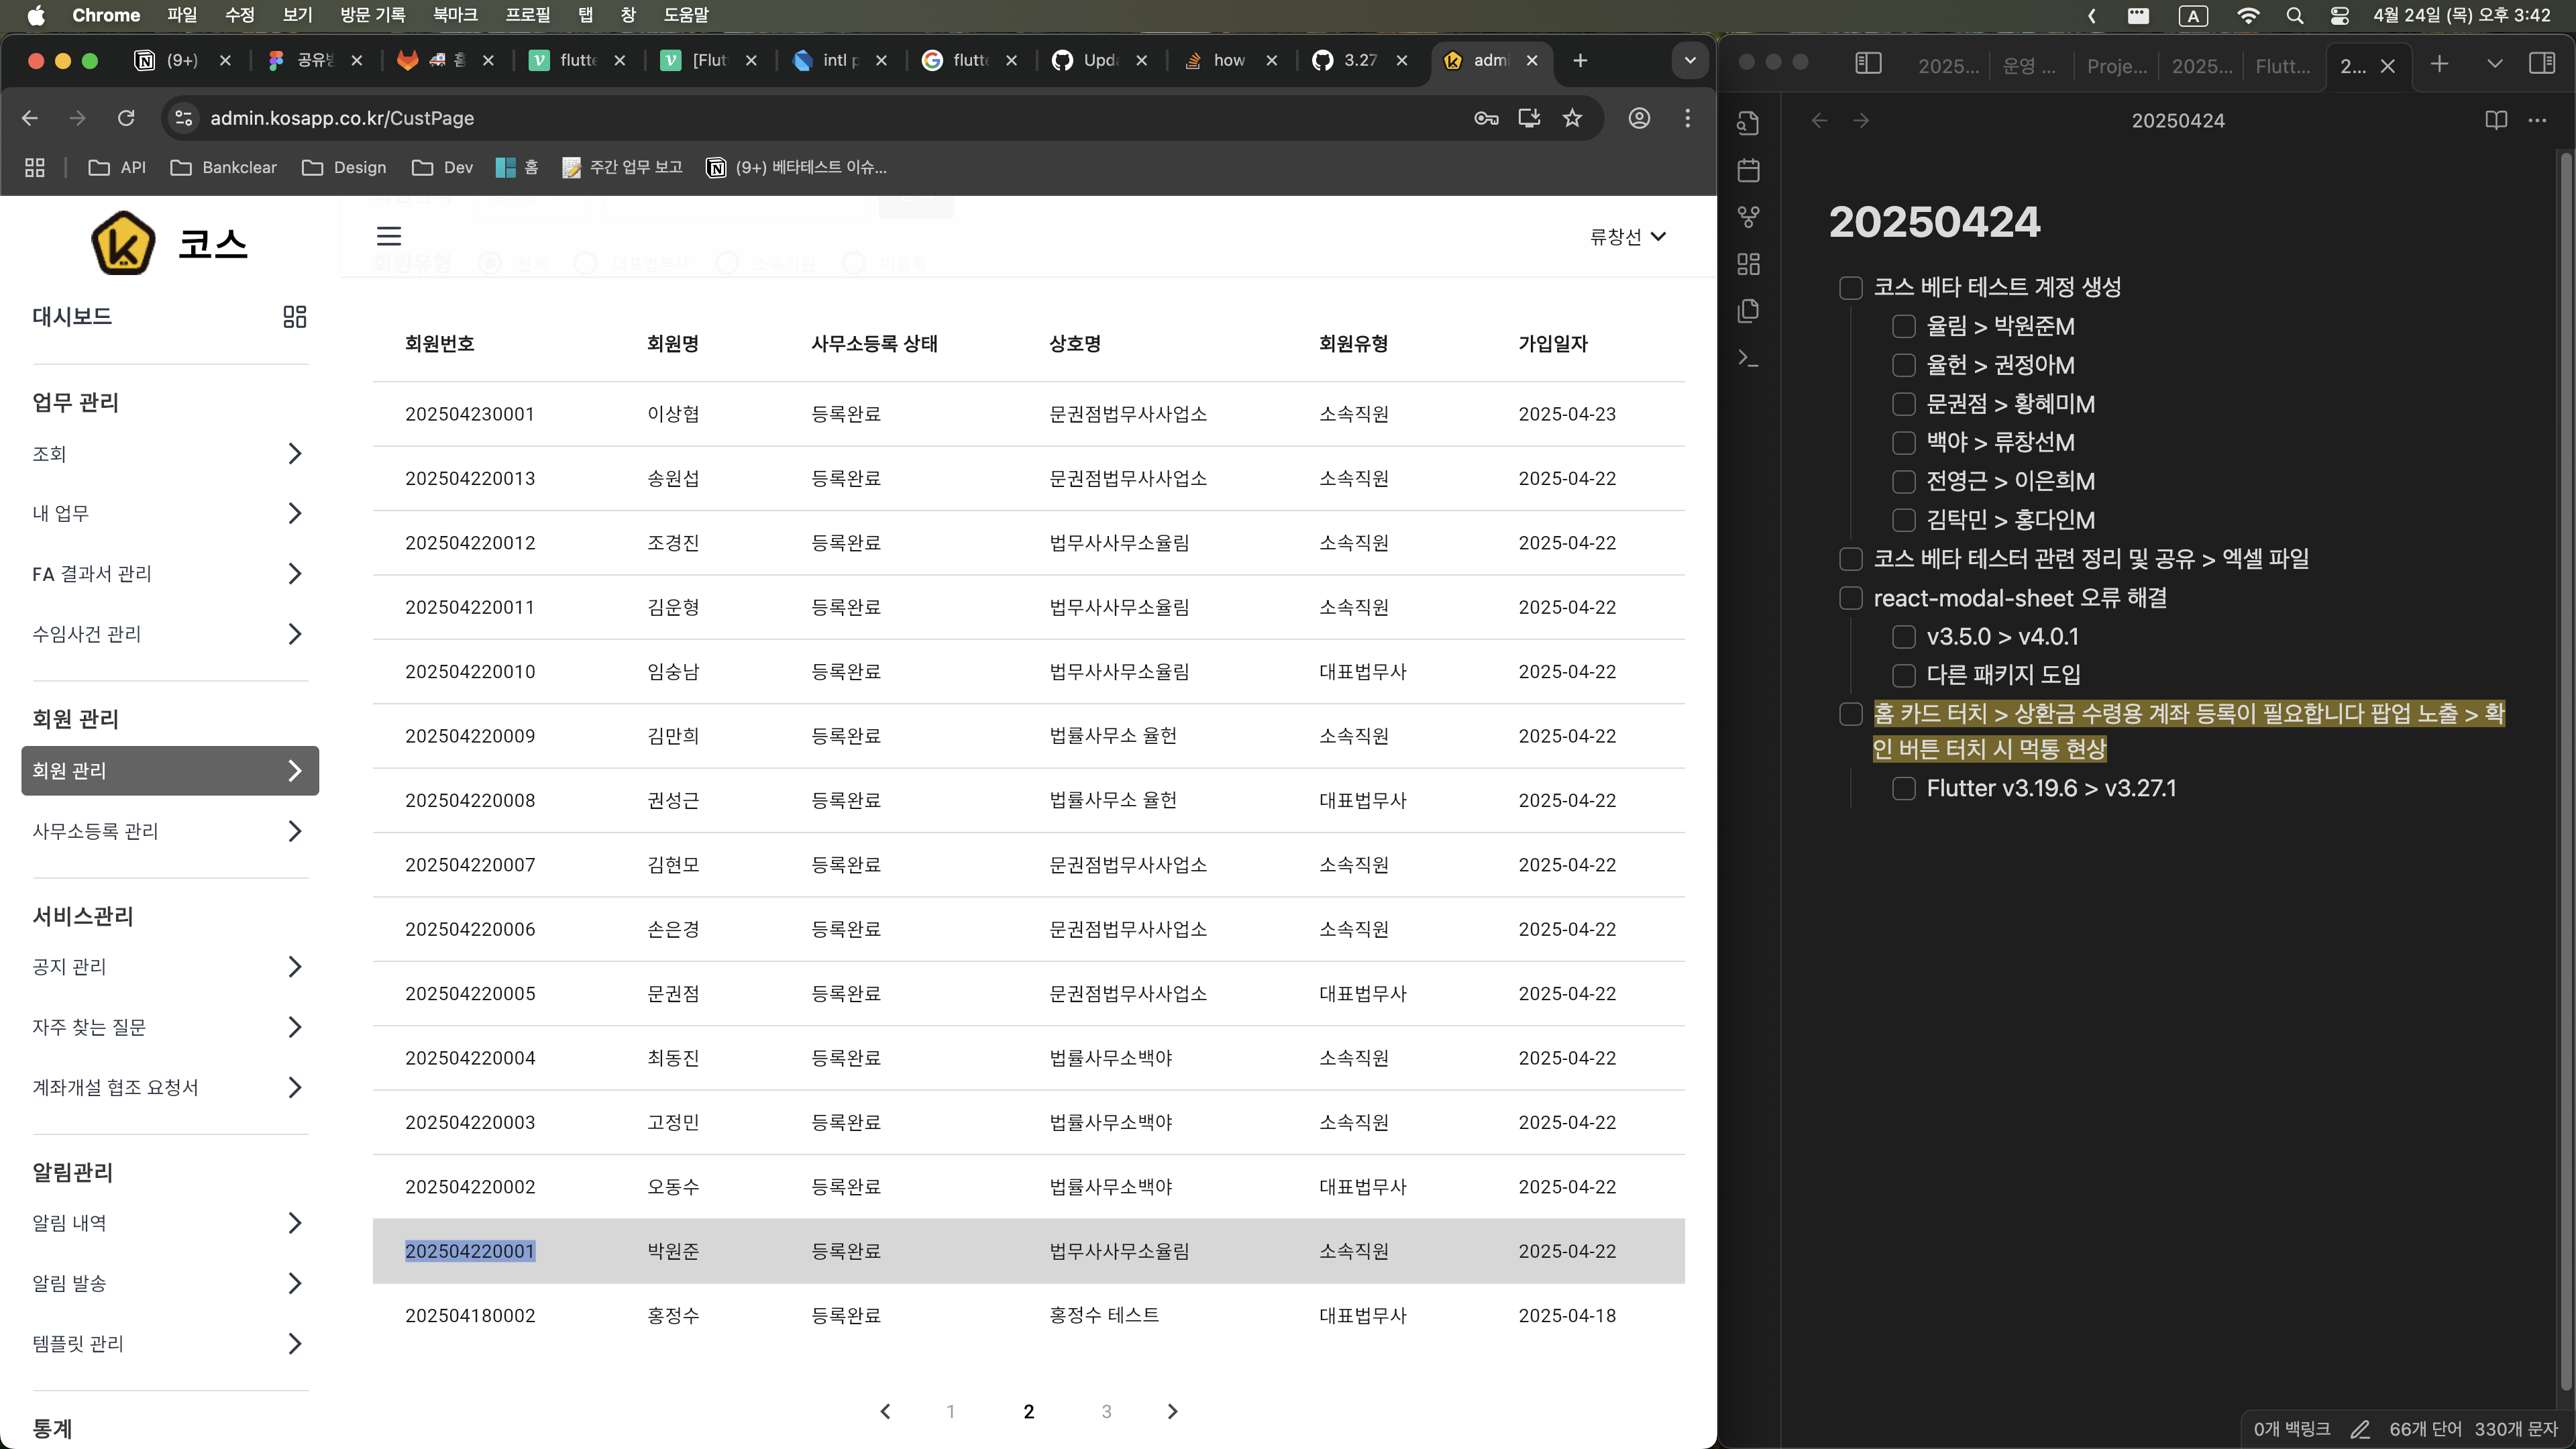 Chrome 파일 수정 보기 방문 기록 북마크 프로필 탭 창 도움말
A 4월 24일 (목) 오후 3:42
(9+) 공유방 홈 flutte [Flut intl p flutte Upda how 3.27 admi
admin.kosapp.co.kr/CustPage
API Bankclear Design Dev 홈 주간 업무 보고 (9+) 베타테스트 이슈...
코스
대시보드
업무 관리
조회
내 업무
FA 결과서 관리
수임사건 관리
회원 관리
회원 관리
사무소등록 관리
서비스관리
공지 관리
자주 찾는 질문
계좌개설 협조 요청서
알림관리
알림 내역
알림 발송
템플릿 관리
통계
류창선
회원유형 전체 대표법무사 소속직원 미등록
회원번호 회원명 사무소등록 상태 상호명 회원유형 가입일자
202504230001 이상협 등록완료 문권점법무사사업소 소속직원 2025-04-23
202504220013 송원섭 등록완료 문권점법무사사업소 소속직원 2025-04-22
202504220012 조경진 등록완료 법무사사무소율림 소속직원 2025-04-22
202504220011 김운형 등록완료 법무사사무소율림 소속직원 2025-04-22
202504220010 임숭남 등록완료 법무사사무소율림 대표법무사 2025-04-22
202504220009 김만희 등록완료 법률사무소 율헌 소속직원 2025-04-22
202504220008 권성근 등록완료 법률사무소 율헌 대표법무사 2025-04-22
202504220007 김현모 등록완료 문권점법무사사업소 소속직원 2025-04-22
202504220006 손은경 등록완료 문권점법무사사업소 소속직원 2025-04-22
202504220005 문권점 등록완료 문권점법무사사업소 대표법무사 2025-04-22
202504220004 최동진 등록완료 법률사무소백야 소속직원 2025-04-22
202504220003 고정민 등록완료 법률사무소백야 소속직원 2025-04-22
202504220002 오동수 등록완료 법률사무소백야 대표법무사 2025-04-22
202504220001 박원준 등록완료 법무사사무소율림 소속직원 2025-04-22
202504180002 홍정수 등록완료 홍정수 테스트 대표법무사 2025-04-18
1 2 3
2025... 운영 ... Proje... 2025... Flutt... 2...
20250424
20250424
코스 베타 테스트 계정 생성
율림 > 박원준M
율헌 > 권정아M
문권점 > 황혜미M
백야 > 류창선M
전영근 > 이은희M
김탁민 > 홍다인M
코스 베타 테스터 관련 정리 및 공유 > 엑셀 파일
react-modal-sheet 오류 해결
v3.5.0 > v4.0.1
다른 패키지 도입
홈 카드 터치 > 상환금 수령용 계좌 등록이 필요합니다 팝업 노출 > 확
인 버튼 터치 시 먹통 현상
Flutter v3.19.6 > v3.27.1
0개 백링크 66개 단어 330개 문자